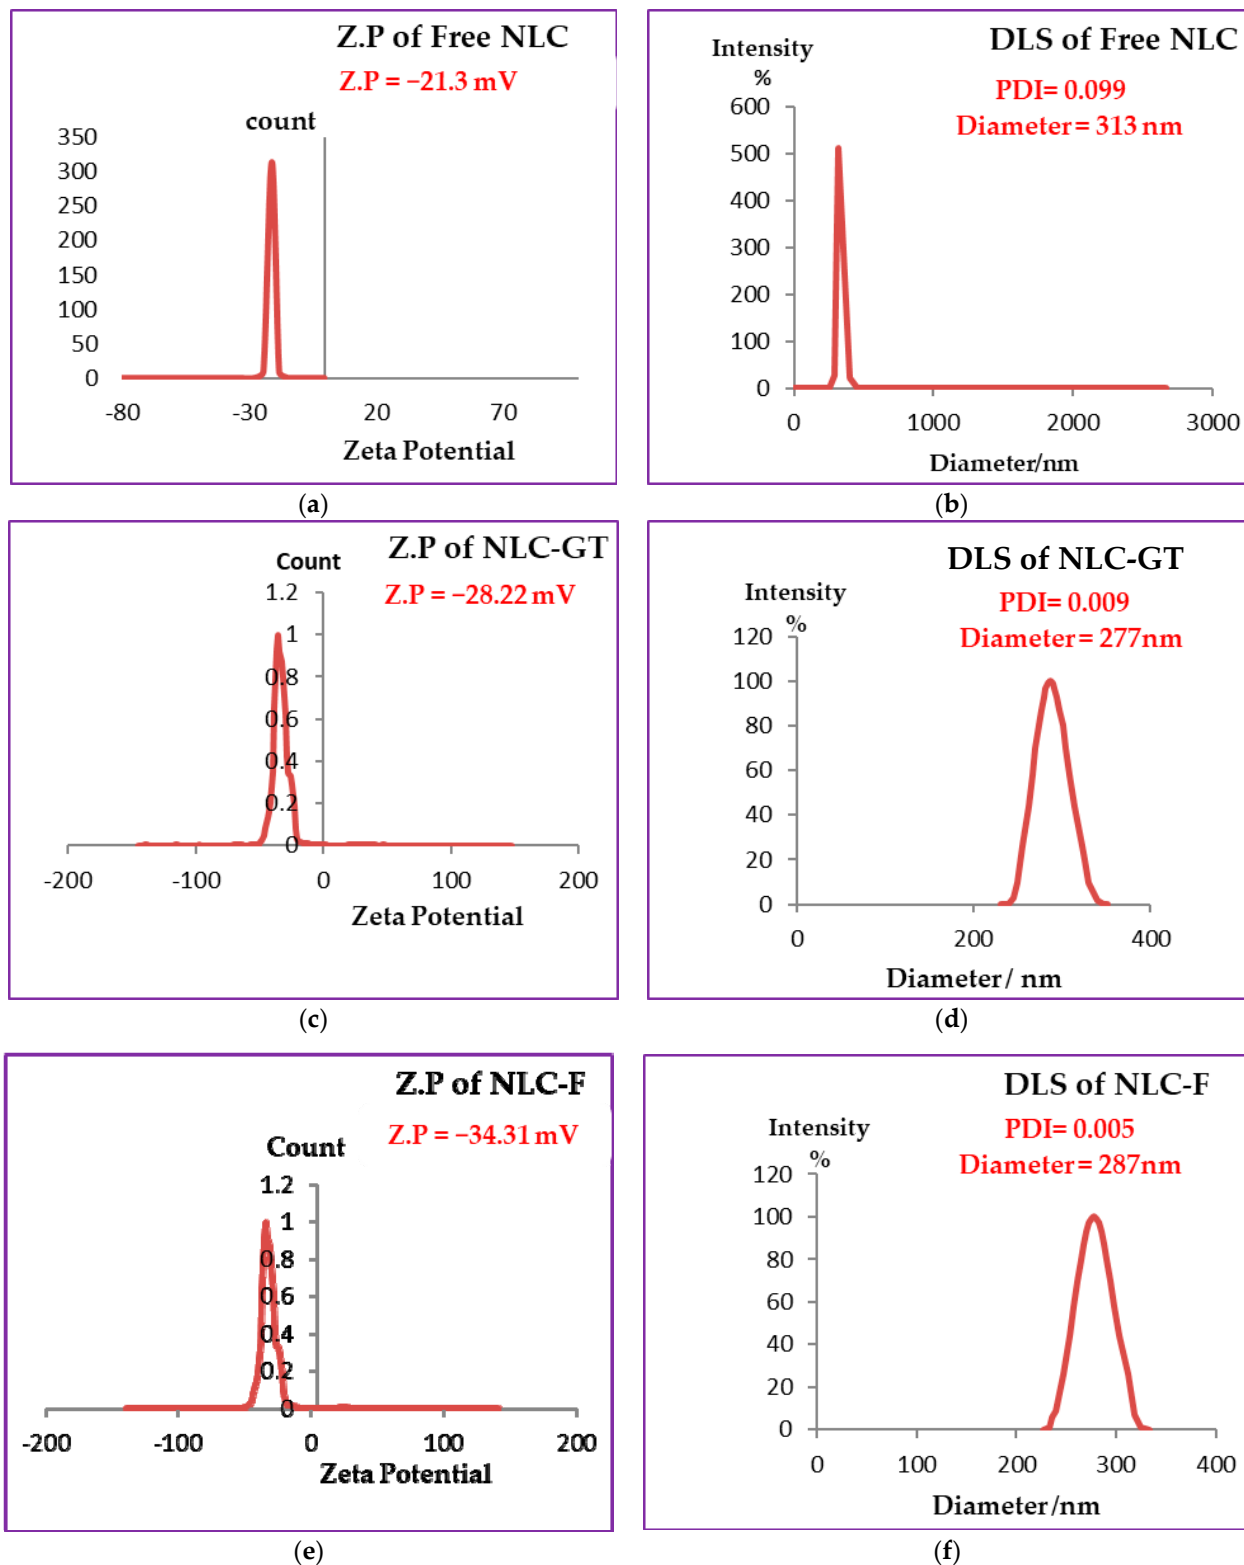 Z.P of Free NLC
Z.P = −21.3 mV
count
350
300
250
200
150
100
50
0
-80 -30 20 70
Zeta Potential
(a)
DLS of Free NLC
Intensity
%
PDI= 0.099
Diameter = 313 nm
600
500
400
300
200
100
0
0 1000 2000 3000
Diameter/nm
(b)
Z.P of NLC-GT
Count
Z.P = −28.22 mV
1.2
1
0.8
0.6
0.4
0.2
0
-200 -100 0 100 200
Zeta Potential
(c)
DLS of NLC-GT
Intensity
%
PDI= 0.009
Diameter = 277nm
120
100
80
60
40
20
0
0 200 400
Diameter / nm
(d)
Z.P of NLC-F
Z.P = −34.31 mV
Count
1.2
1
0.8
0.6
0.4
0.2
0
-200 -100 0 100 200
Zeta Potential
(e)
DLS of NLC-F
Intensity
%
PDI= 0.005
Diameter = 287nm
120
100
80
60
40
20
0
0 100 200 300 400
Diameter /nm
(f)